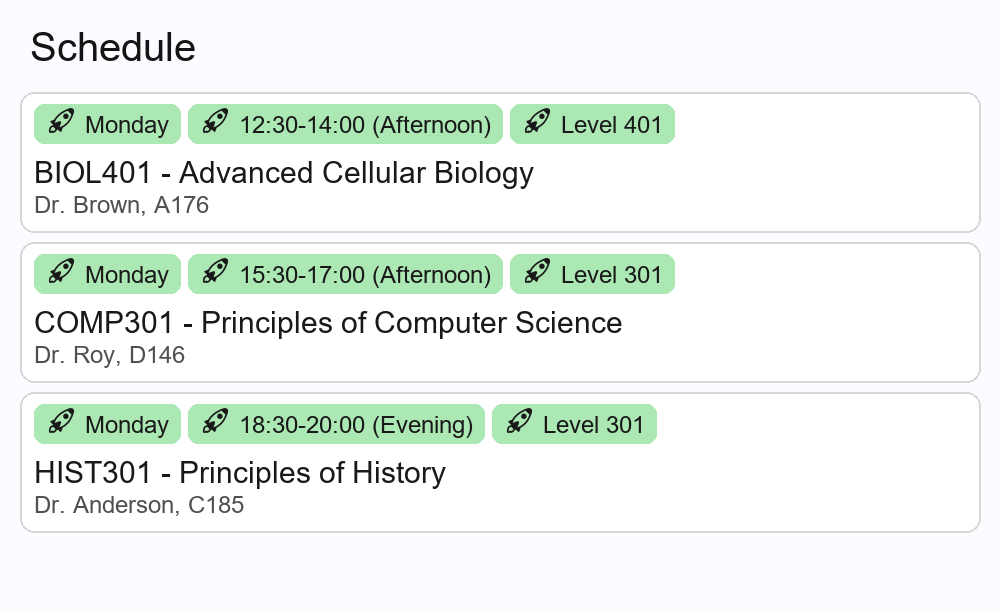 Schedule
Monday 12:30-14:00 (Afternoon) Level 401
BIOL401 - Advanced Cellular Biology
Dr. Brown, A176
Monday 15:30-17:00 (Afternoon) Level 301
COMP301 - Principles of Computer Science
Dr. Roy, D146
Monday 18:30-20:00 (Evening) Level 301
HIST301 - Principles of History
Dr. Anderson, C185